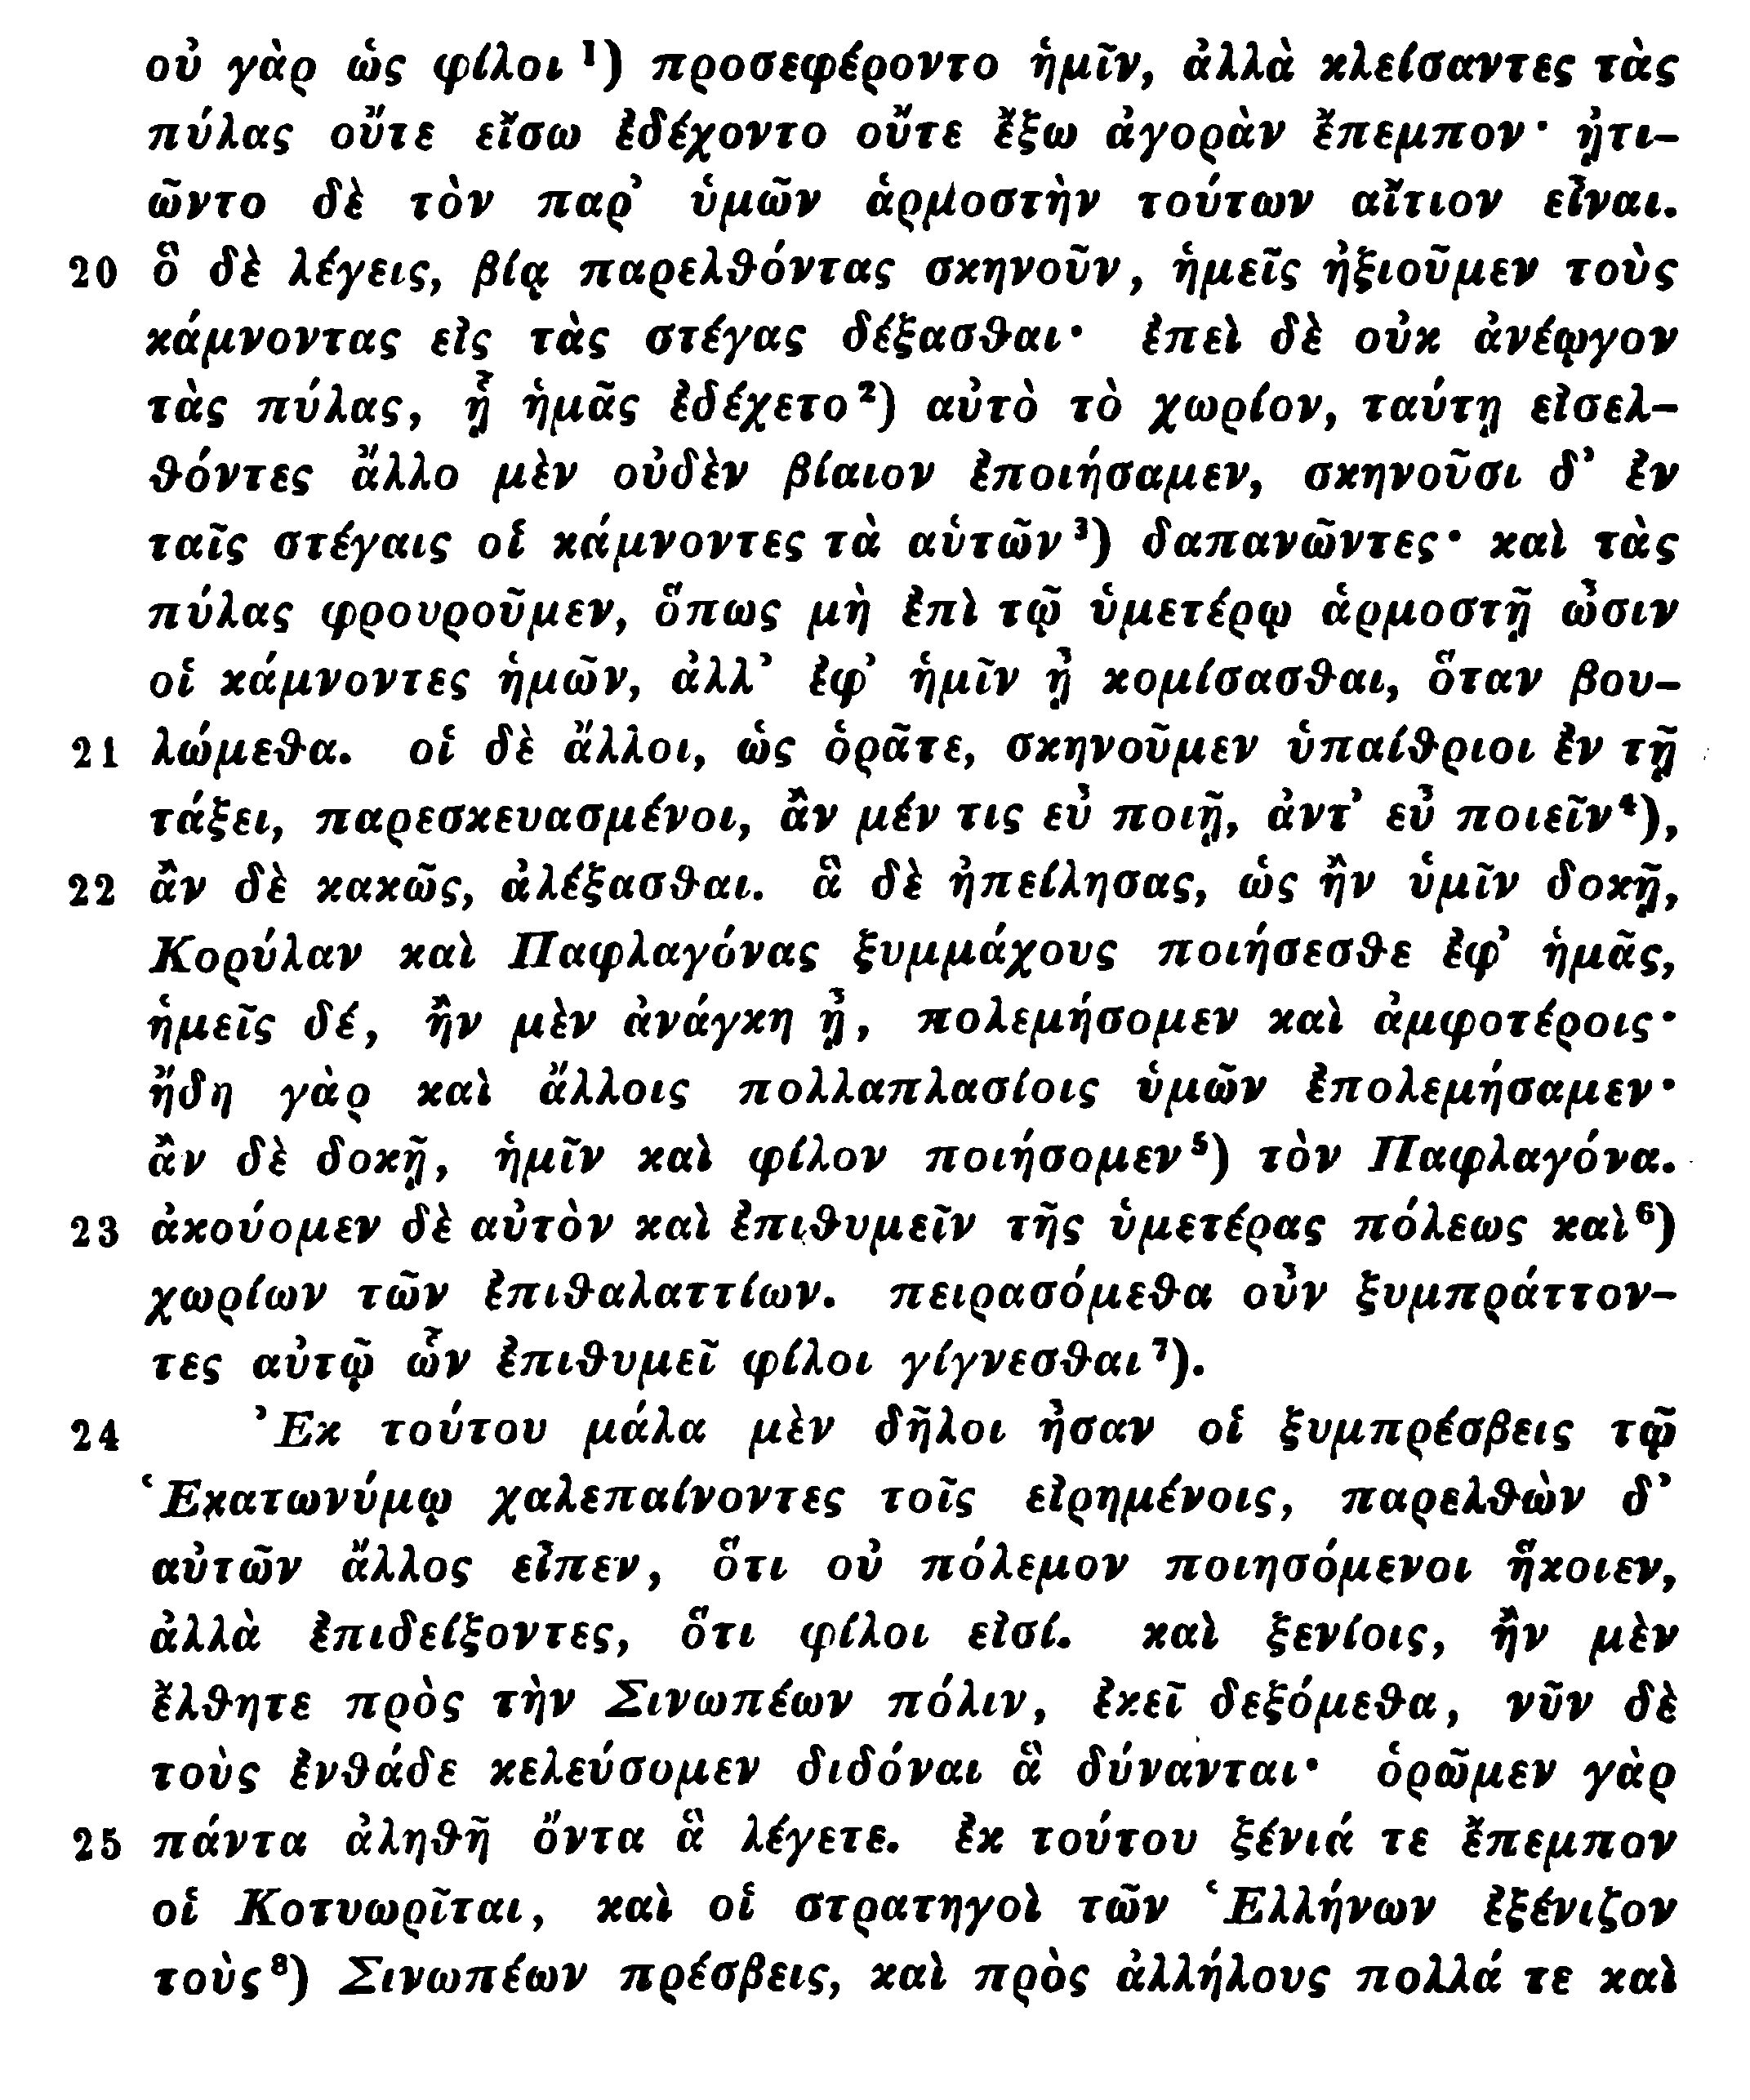 οὐ γὰρ ὡς φίλοι ¹) προσεφέροντο ἡμῖν, ἀλλὰ κλείσαντες τὰς
πύλας οὔτε εἴσω ἐδέχοντο οὔτε ἔξω ἀγορὰν ἔπεμπον· ᾐτι-
ῶντο δὲ τὸν παρ’ ὑμῶν ἁρμοστὴν τούτων αἴτιον εἶναι.
20 ὃ δὲ λέγεις, βίᾳ παρελθόντας σκηνοῦν, ἡμεῖς ἠξιοῦμεν τοὺς
κάμνοντας εἰς τὰς στέγας δέξασθαι· ἐπεὶ δὲ οὐκ ἀνέῳγον
τὰς πύλας, ᾗ ἡμᾶς ἐδέχετο²) αὐτὸ τὸ χωρίον, ταύτῃ εἰσελ-
θόντες ἄλλο μὲν οὐδὲν βίαιον ἐποιήσαμεν, σκηνοῦσι δ’ ἐν
ταῖς στέγαις οἱ κάμνοντες τὰ αὑτῶν³) δαπανῶντες· καὶ τὰς
πύλας φρουροῦμεν, ὅπως μὴ ἐπὶ τῷ ὑμετέρῳ ἁρμοστῇ ὦσιν
οἱ κάμνοντες ἡμῶν, ἀλλ’ ἐφ’ ἡμῖν ᾖ κομίσασθαι, ὅταν βου-
21 λώμεθα. οἱ δὲ ἄλλοι, ὡς ὁρᾶτε, σκηνοῦμεν ὑπαίθριοι ἐν τῇ
τάξει, παρεσκευασμένοι, ἂν μέν τις εὖ ποιῇ, ἀντ’ εὖ ποιεῖν⁴),
22 ἂν δὲ κακῶς, ἀλέξασθαι. ἃ δὲ ἠπείλησας, ὡς ἢν ὑμῖν δοκῇ,
Κορύλαν καὶ Παφλαγόνας ξυμμάχους ποιήσεσθε ἐφ’ ἡμᾶς,
ἡμεῖς δέ, ἢν μὲν ἀνάγκη ᾖ, πολεμήσομεν καὶ ἀμφοτέροις·
ἤδη γὰρ καὶ ἄλλοις πολλαπλασίοις ὑμῶν ἐπολεμήσαμεν·
ἂν δὲ δοκῇ, ἡμῖν καὶ φίλον ποιήσομεν⁵) τὸν Παφλαγόνα.
23 ἀκούομεν δὲ αὐτὸν καὶ ἐπιθυμεῖν τῆς ὑμετέρας πόλεως καὶ⁶)
χωρίων τῶν ἐπιθαλαττίων. πειρασόμεθα οὖν ξυμπράττον-
τες αὐτῷ ὧν ἐπιθυμεῖ φίλοι γίγνεσθαι⁷).
24 Ἐκ τούτου μάλα μὲν δῆλοι ἦσαν οἱ ξυμπρέσβεις τῷ
Ἑκατωνύμῳ χαλεπαίνοντες τοῖς εἰρημένοις, παρελθὼν δ’
αὐτῶν ἄλλος εἶπεν, ὅτι οὐ πόλεμον ποιησόμενοι ἥκοιεν,
ἀλλὰ ἐπιδείξοντες, ὅτι φίλοι εἰσί. καὶ ξενίοις, ἢν μὲν
ἔλθητε πρὸς τὴν Σινωπέων πόλιν, ἐκεῖ δεξόμεθα, νῦν δὲ
τοὺς ἐνθάδε κελεύσομεν διδόναι ἃ δύνανται· ὁρῶμεν γὰρ
25 πάντα ἀληθῆ ὄντα ἃ λέγετε. ἐκ τούτου ξένιά τε ἔπεμπον
οἱ Κοτυωρῖται, καὶ οἱ στρατηγοὶ τῶν Ἑλλήνων ἐξένιζον
τοὺς⁸) Σινωπέων πρέσβεις, καὶ πρὸς ἀλλήλους πολλά τε καὶ